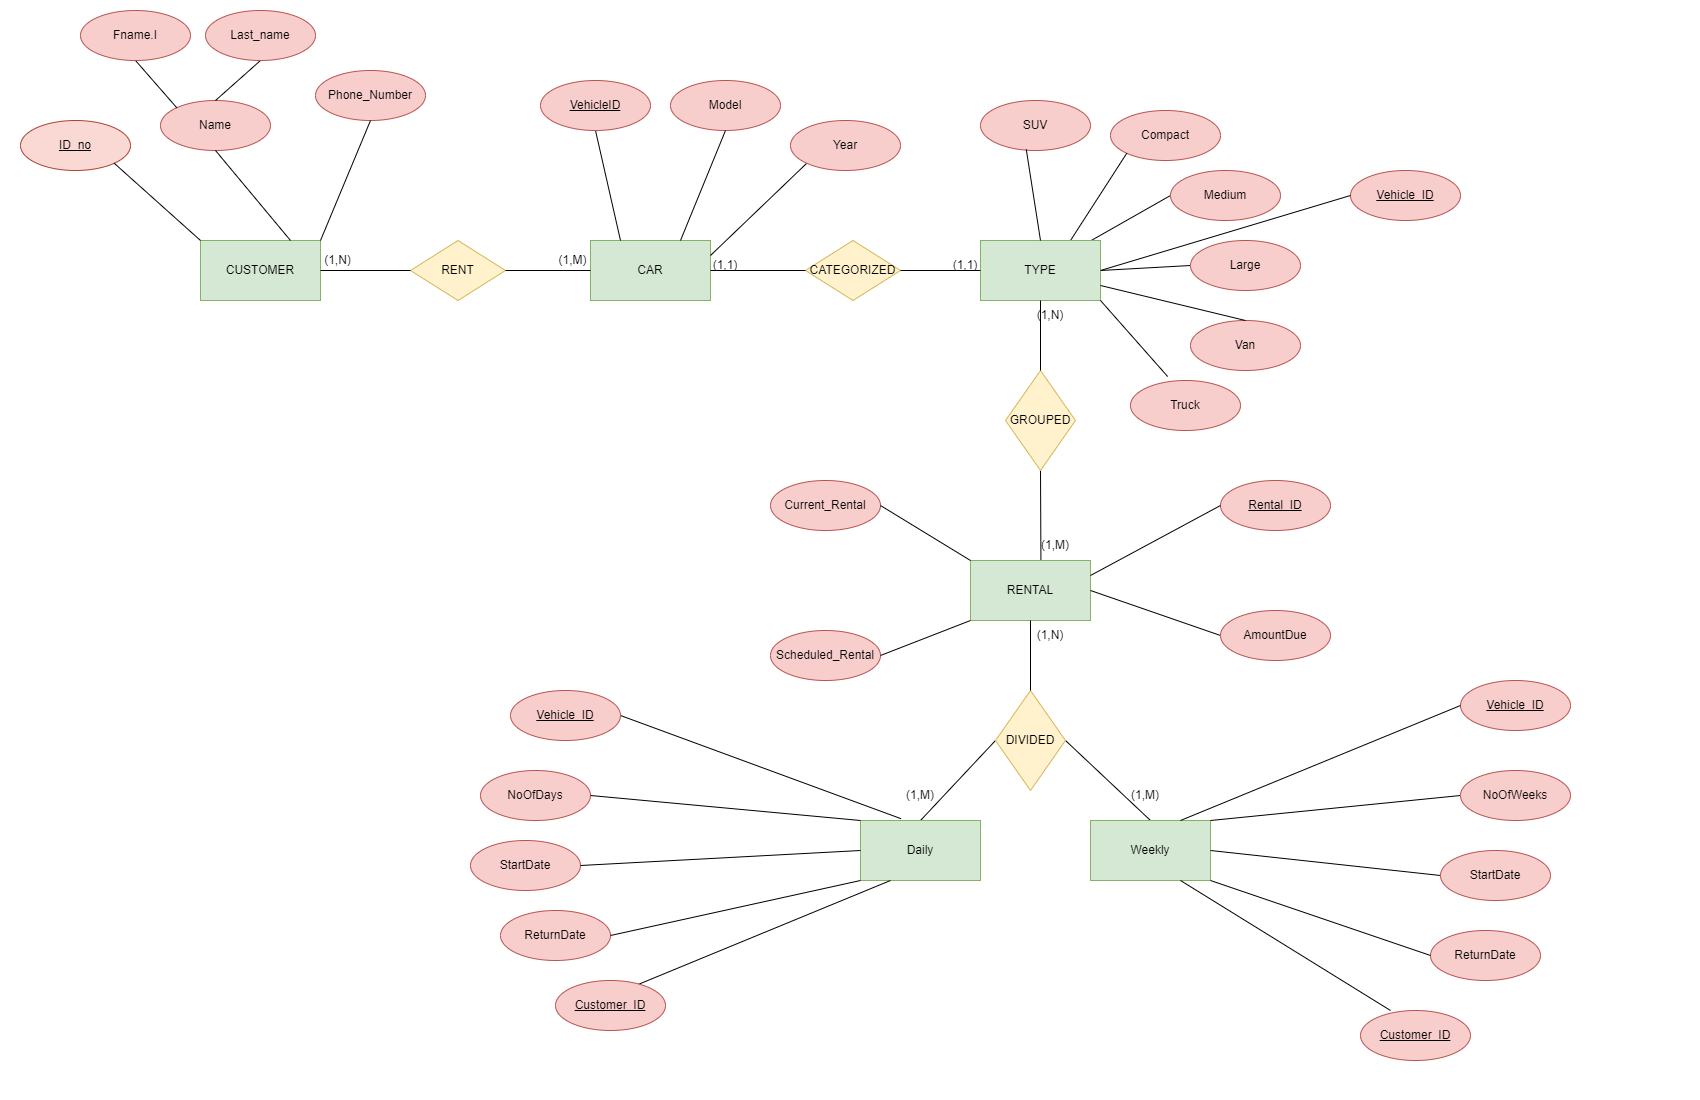 Fname.I
Last_name
Phone_Number
Name
ID_no
VehicleID
Model
Year
SUV
Compact
Medium
Vehicle_ID
Large
Van
Truck
CUSTOMER
(1,N)
RENT
(1,M)
CAR
(1,1)
CATEGORIZED
(1,1)
TYPE
(1,N)
GROUPED
(1,M)
Current_Rental
Rental_ID
RENTAL
Scheduled_Rental
AmountDue
(1,N)
DIVIDED
(1,M)
(1,M)
Vehicle_ID
NoOfDays
StartDate
ReturnDate
Customer_ID
Daily
Weekly
Vehicle_ID
NoOfWeeks
StartDate
ReturnDate
Customer_ID